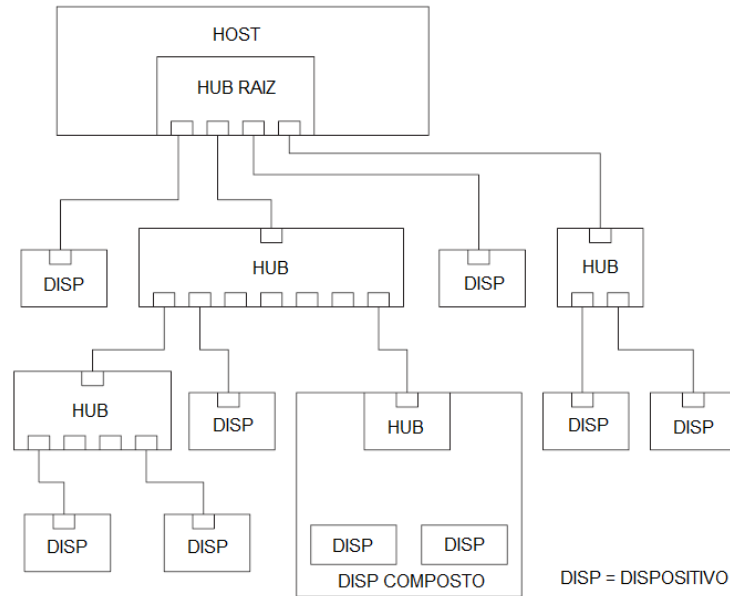 HOST
HUB RAIZ
DISP
HUB
DISP
HUB
HUB
DISP
HUB
DISP
DISP
DISP
DISP
DISP
DISP
DISP COMPOSTO
DISP = DISPOSITIVO